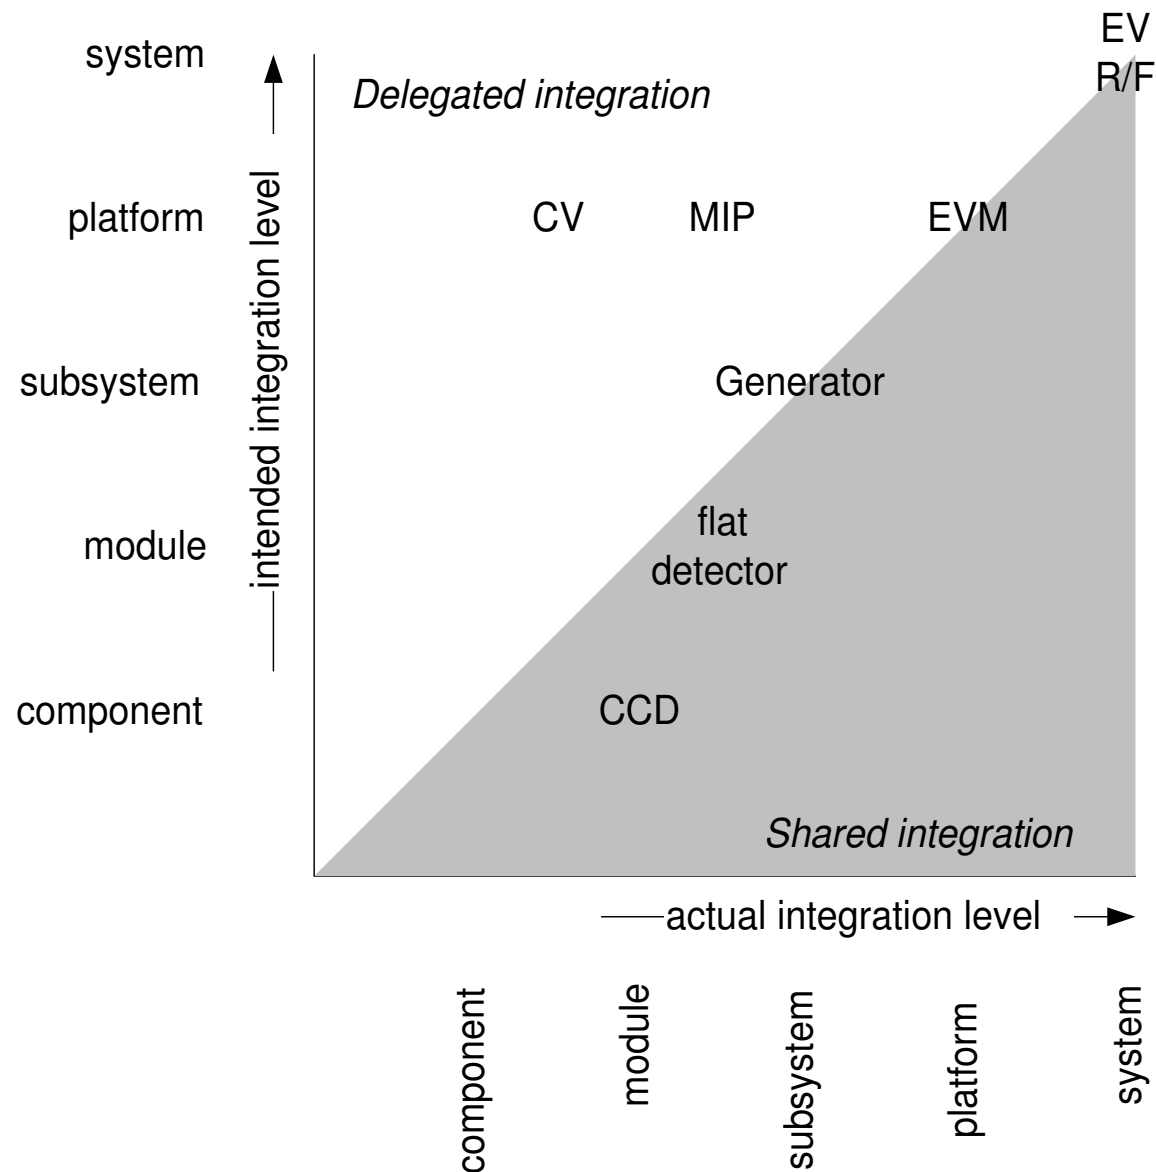 EV
R/F
system
Delegated integration
platform
CV
MIP
EVM
intended integration level
subsystem
Generator
module
flat
detector
component
CCD
Shared integration
actual integration level
component
module
subsystem
platform
system